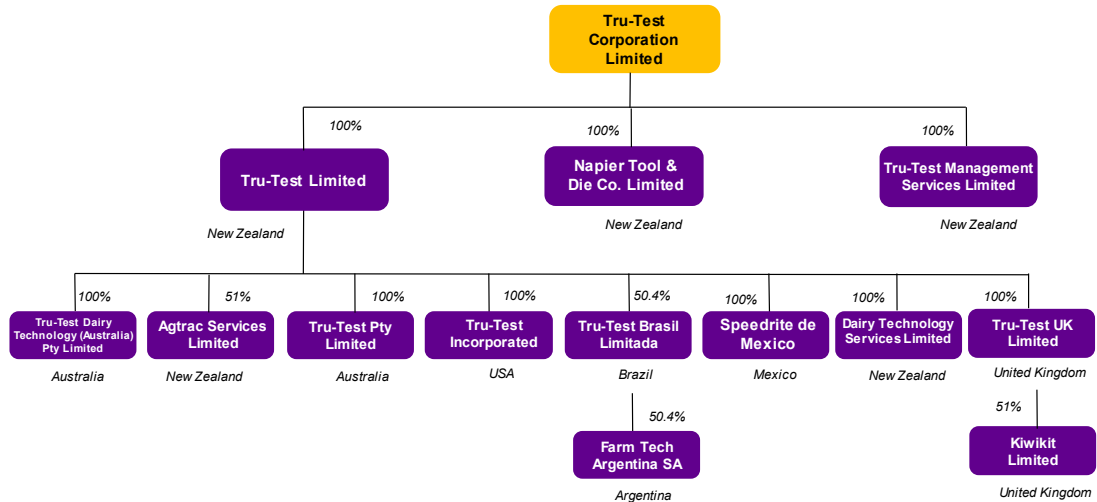 Tru-Test
Corporation
Limited
100%
100%
100%
Tru-Test Limited
Napier Tool &
Die Co. Limited
Tru-Test Management
Services Limited
New Zealand
New Zealand
New Zealand
100%
51%
100%
100%
50.4%
100%
100%
100%
Tru-Test Dairy
Technology (Australia)
Pty Limited
Agtrac Services
Limited
Tru-Test Pty
Limited
Tru-Test
Incorporated
Tru-Test Brasil
Limitada
Speedrite de
Mexico
Dairy Technology
Services Limited
Tru-Test UK
Limited
Australia
New Zealand
Australia
USA
Brazil
Mexico
New Zealand
United Kingdom
50.4%
51%
Farm Tech
Argentina SA
Kiwikit
Limited
Argentina
United Kingdom